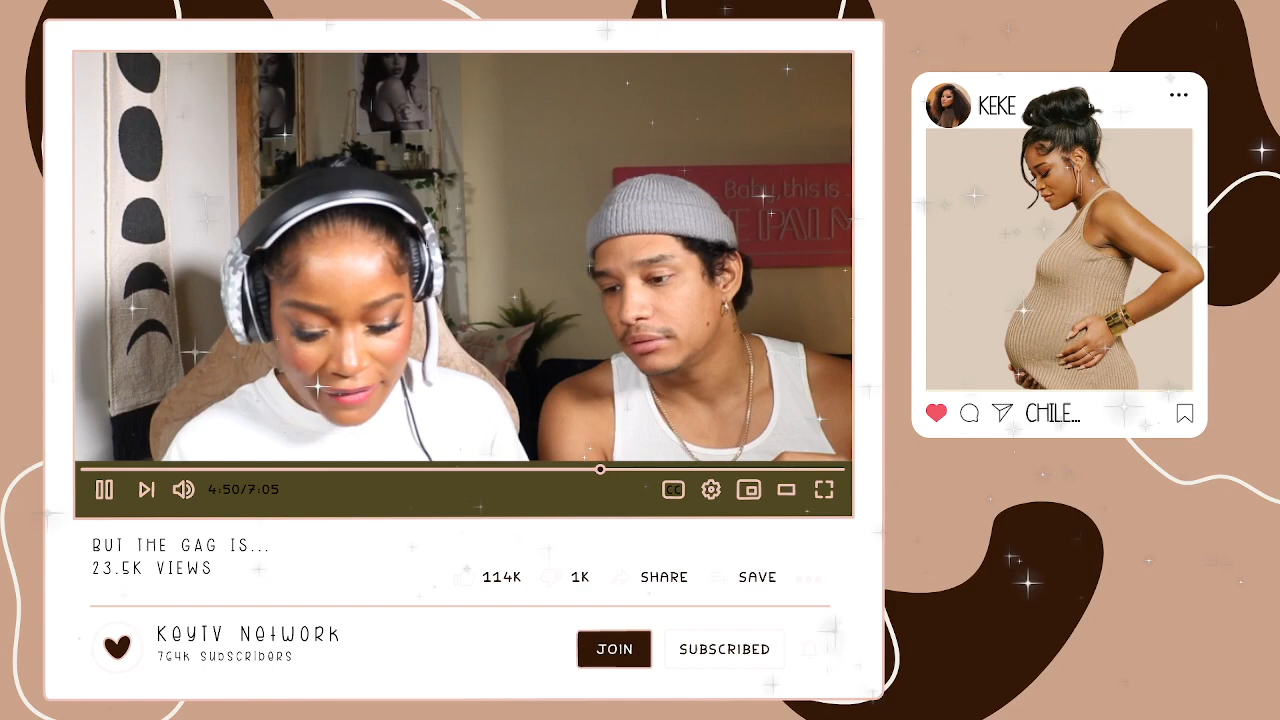 Baby, this is
E PALM
KEKE
CHILE...
CC
4:50/7:05
BUT THE GAG IS...
23.5K VIEWS
114K
1K
SHARE
SAVE
KeyTV Network
764K SUBSCRIBERS
JOIN
SUBSCRIBED